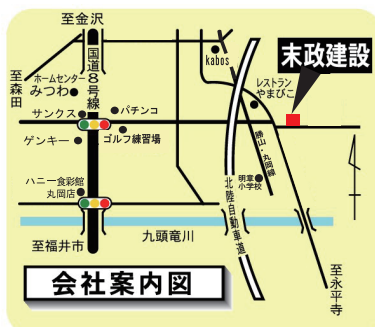 至金沢
国道8号線
kabos
末政建設
至森田
ホームセンター
みつわ
レストラン
やまびこ
サンクス
パチンコ
ゲンキー
ゴルフ練習場
勝山・丸岡線
明章
小学校
ハニー食彩館
丸岡店
北陸自動車道
九頭竜川
至福井市
至永平寺
会社案内図